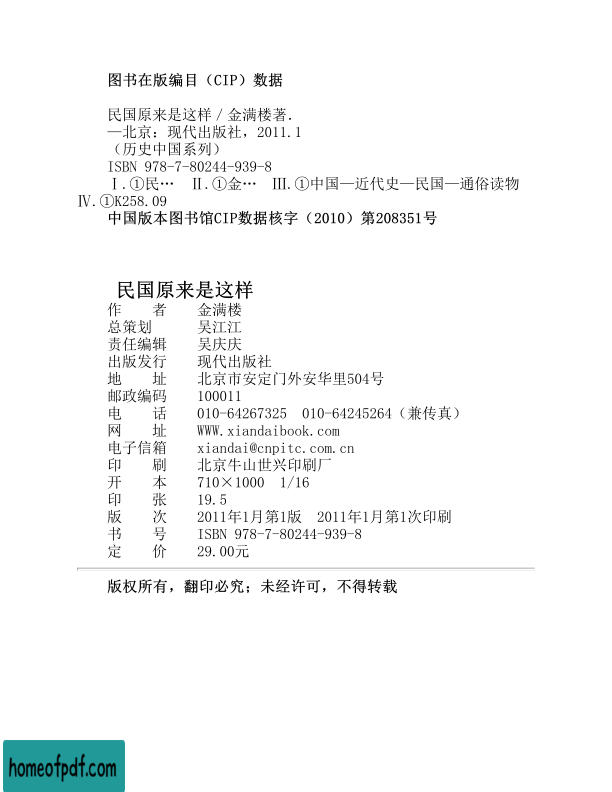 图书在版编目（CIP）数据
民国原来是这样／金满楼著．
—北京：现代出版社，2011.1
（历史中国系列）
ISBN 978-7-80244-939-8
Ⅰ.①民… Ⅱ.①金… Ⅲ.①中国—近代史—民国—通俗读物
Ⅳ.①K258.09
中国版本图书馆CIP数据核字（2010）第208351号
民国原来是这样
作　　者　　金满楼
总策划　　　吴江江
责任编辑　　吴庆庆
出版发行　　现代出版社
地　　址　　北京市安定门外安华里504号
邮政编码　　100011
电　　话　　010-64267325　010-64245264（兼传真）
网　　址　　WWW.xiandaibook.com
电子信箱　　xiandai@cnpitc.com.cn
印　　刷　　北京牛山世兴印刷厂
开　　本　　710×1000　1/16
印　　张　　19.5
版　　次　　2011年1月第1版　2011年1月第1次印刷
书　　号　　ISBN 978-7-80244-939-8
定　　价　　29.00元
版权所有，翻印必究；未经许可，不得转载
homeofpdf.com